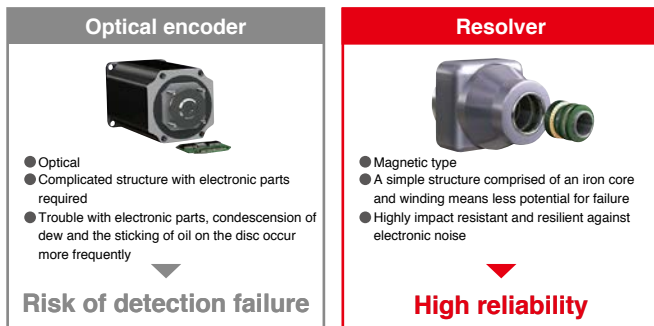 Optical encoder
● Optical
● Complicated structure with electronic parts
required
● Trouble with electronic parts, condescension of
dew and the sticking of oil on the disc occur
more frequently
Risk of detection failure
Resolver
● Magnetic type
● A simple structure comprised of an iron core
and winding means less potential for failure
● Highly impact resistant and resilient against
electronic noise
High reliability